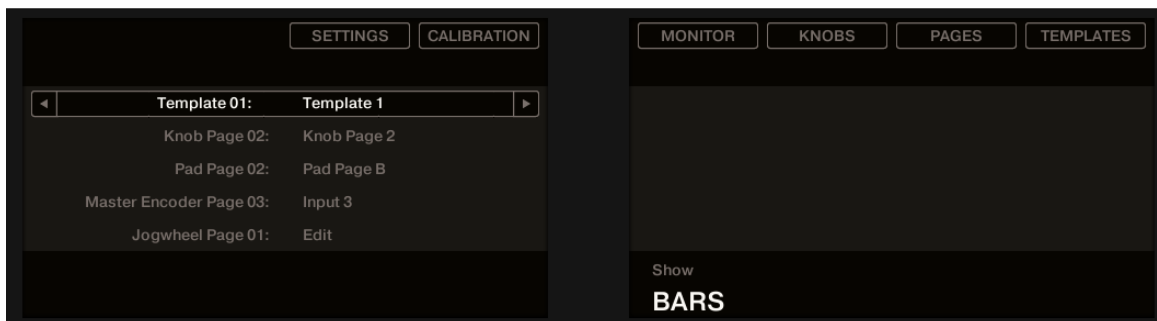 SETTINGS CALIBRATION
MONITOR KNOBS PAGES TEMPLATES
Template 01: Template 1
Knob Page 02: Knob Page 2
Pad Page 02: Pad Page B
Master Encoder Page 03: Input 3
Jogwheel Page 01: Edit
Show
BARS